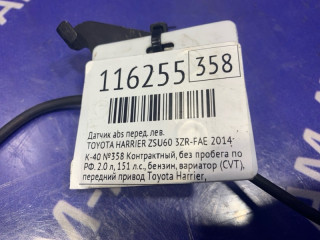 116255 358
Датчик abs перед. лев.
TOYOTA HARRIER ZSU60 3ZR-FAE 2014-
К-40 №358 Контрактный, без пробега по
РФ. 2.0 л, 151 л.с., бензин, вариатор (CVT),
передний привод Toyota Harrier,